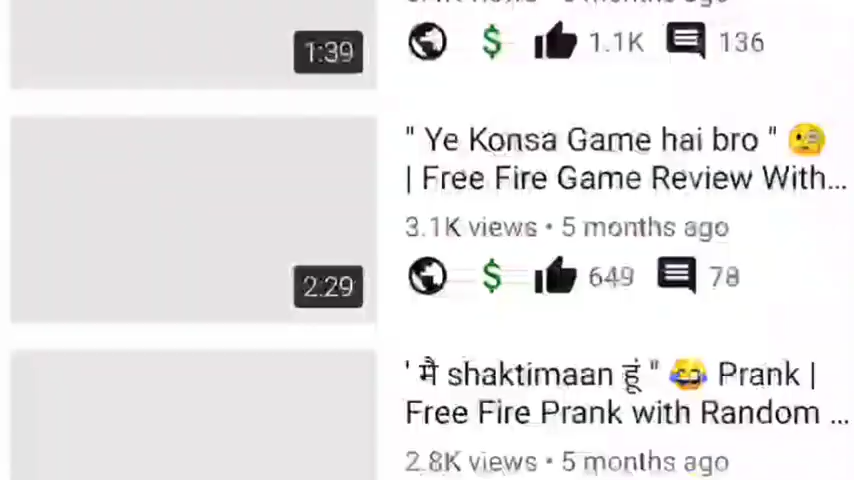 1:39
1.1K 136
" Ye Konsa Game hai bro " 🧐
| Free Fire Game Review With...
3.1K views • 5 months ago
2:29
$ 649 78
' मै shaktimaan हूं " 😂 Prank |
Free Fire Prank with Random ...
2.8K views • 5 months ago